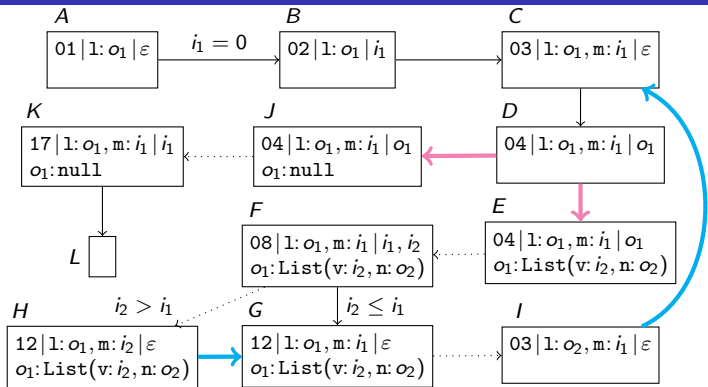 A
B
C
01 | l: o₁ | ε
i₁ = 0
02 | l: o₁ | i₁
03 | l: o₁, m: i₁ | ε
K
J
D
17 | l: o₁, m: i₁ | i₁
o₁: null
04 | l: o₁, m: i₁ | o₁
o₁: null
04 | l: o₁, m: i₁ | o₁
L
F
E
08 | l: o₁, m: i₁ | i₁, i₂
o₁: List(v: i₂, n: o₂)
04 | l: o₁, m: i₁ | o₁
o₁: List(v: i₂, n: o₂)
H
i₂ > i₁
G
i₂ ≤ i₁
I
12 | l: o₁, m: i₂ | ε
o₁: List(v: i₂, n: o₂)
12 | l: o₁, m: i₁ | ε
o₁: List(v: i₂, n: o₂)
03 | l: o₂, m: i₁ | ε